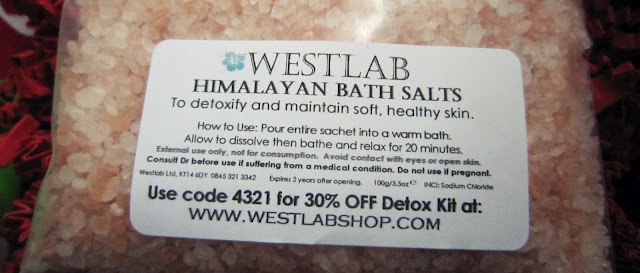 WESTLAB
HIMALAYAN BATH SALTS
To detoxify and maintain soft, healthy skin.
How to Use: Pour entire sachet into a warm bath.
Allow to dissolve then bathe and relax for 20 minutes.
External use only, not for consumption. Avoid contact with eyes or open skin.
Consult Dr before use if suffering from a medical condition. Do not use if pregnant.
Westlab Ltd, KT14 6DY 0845 321 3342 Expires 2 years after opening. 100g/3.5oz℮ INCI: Sodium Chloride
Use code 4321 for 30% OFF Detox Kit at:
WWW.WESTLABSHOP.COM